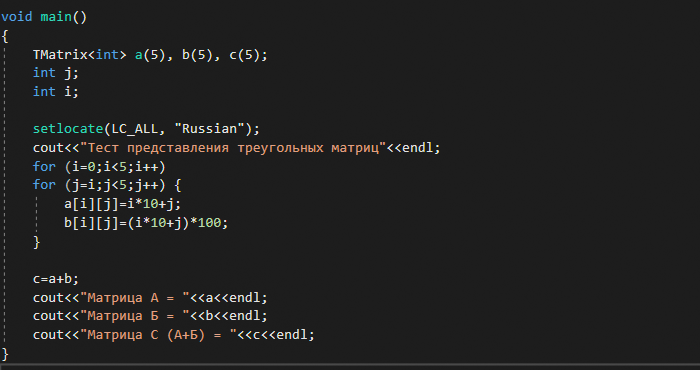 void main()
{
TMatrix<int> a(5), b(5), c(5);
int j;
int i;
setlocate(LC_ALL, "Russian");
cout<<"Тест представления треугольных матриц"<<endl;
for (i=0;i<5;i++)
for (j=i;j<5;j++) {
a[i][j]=i*10+j;
b[i][j]=(i*10+j)*100;
}
c=a+b;
cout<<"Матрица А = "<<a<<endl;
cout<<"Матрица Б = "<<b<<endl;
cout<<"Матрица С (А+Б) = "<<c<<endl;
}